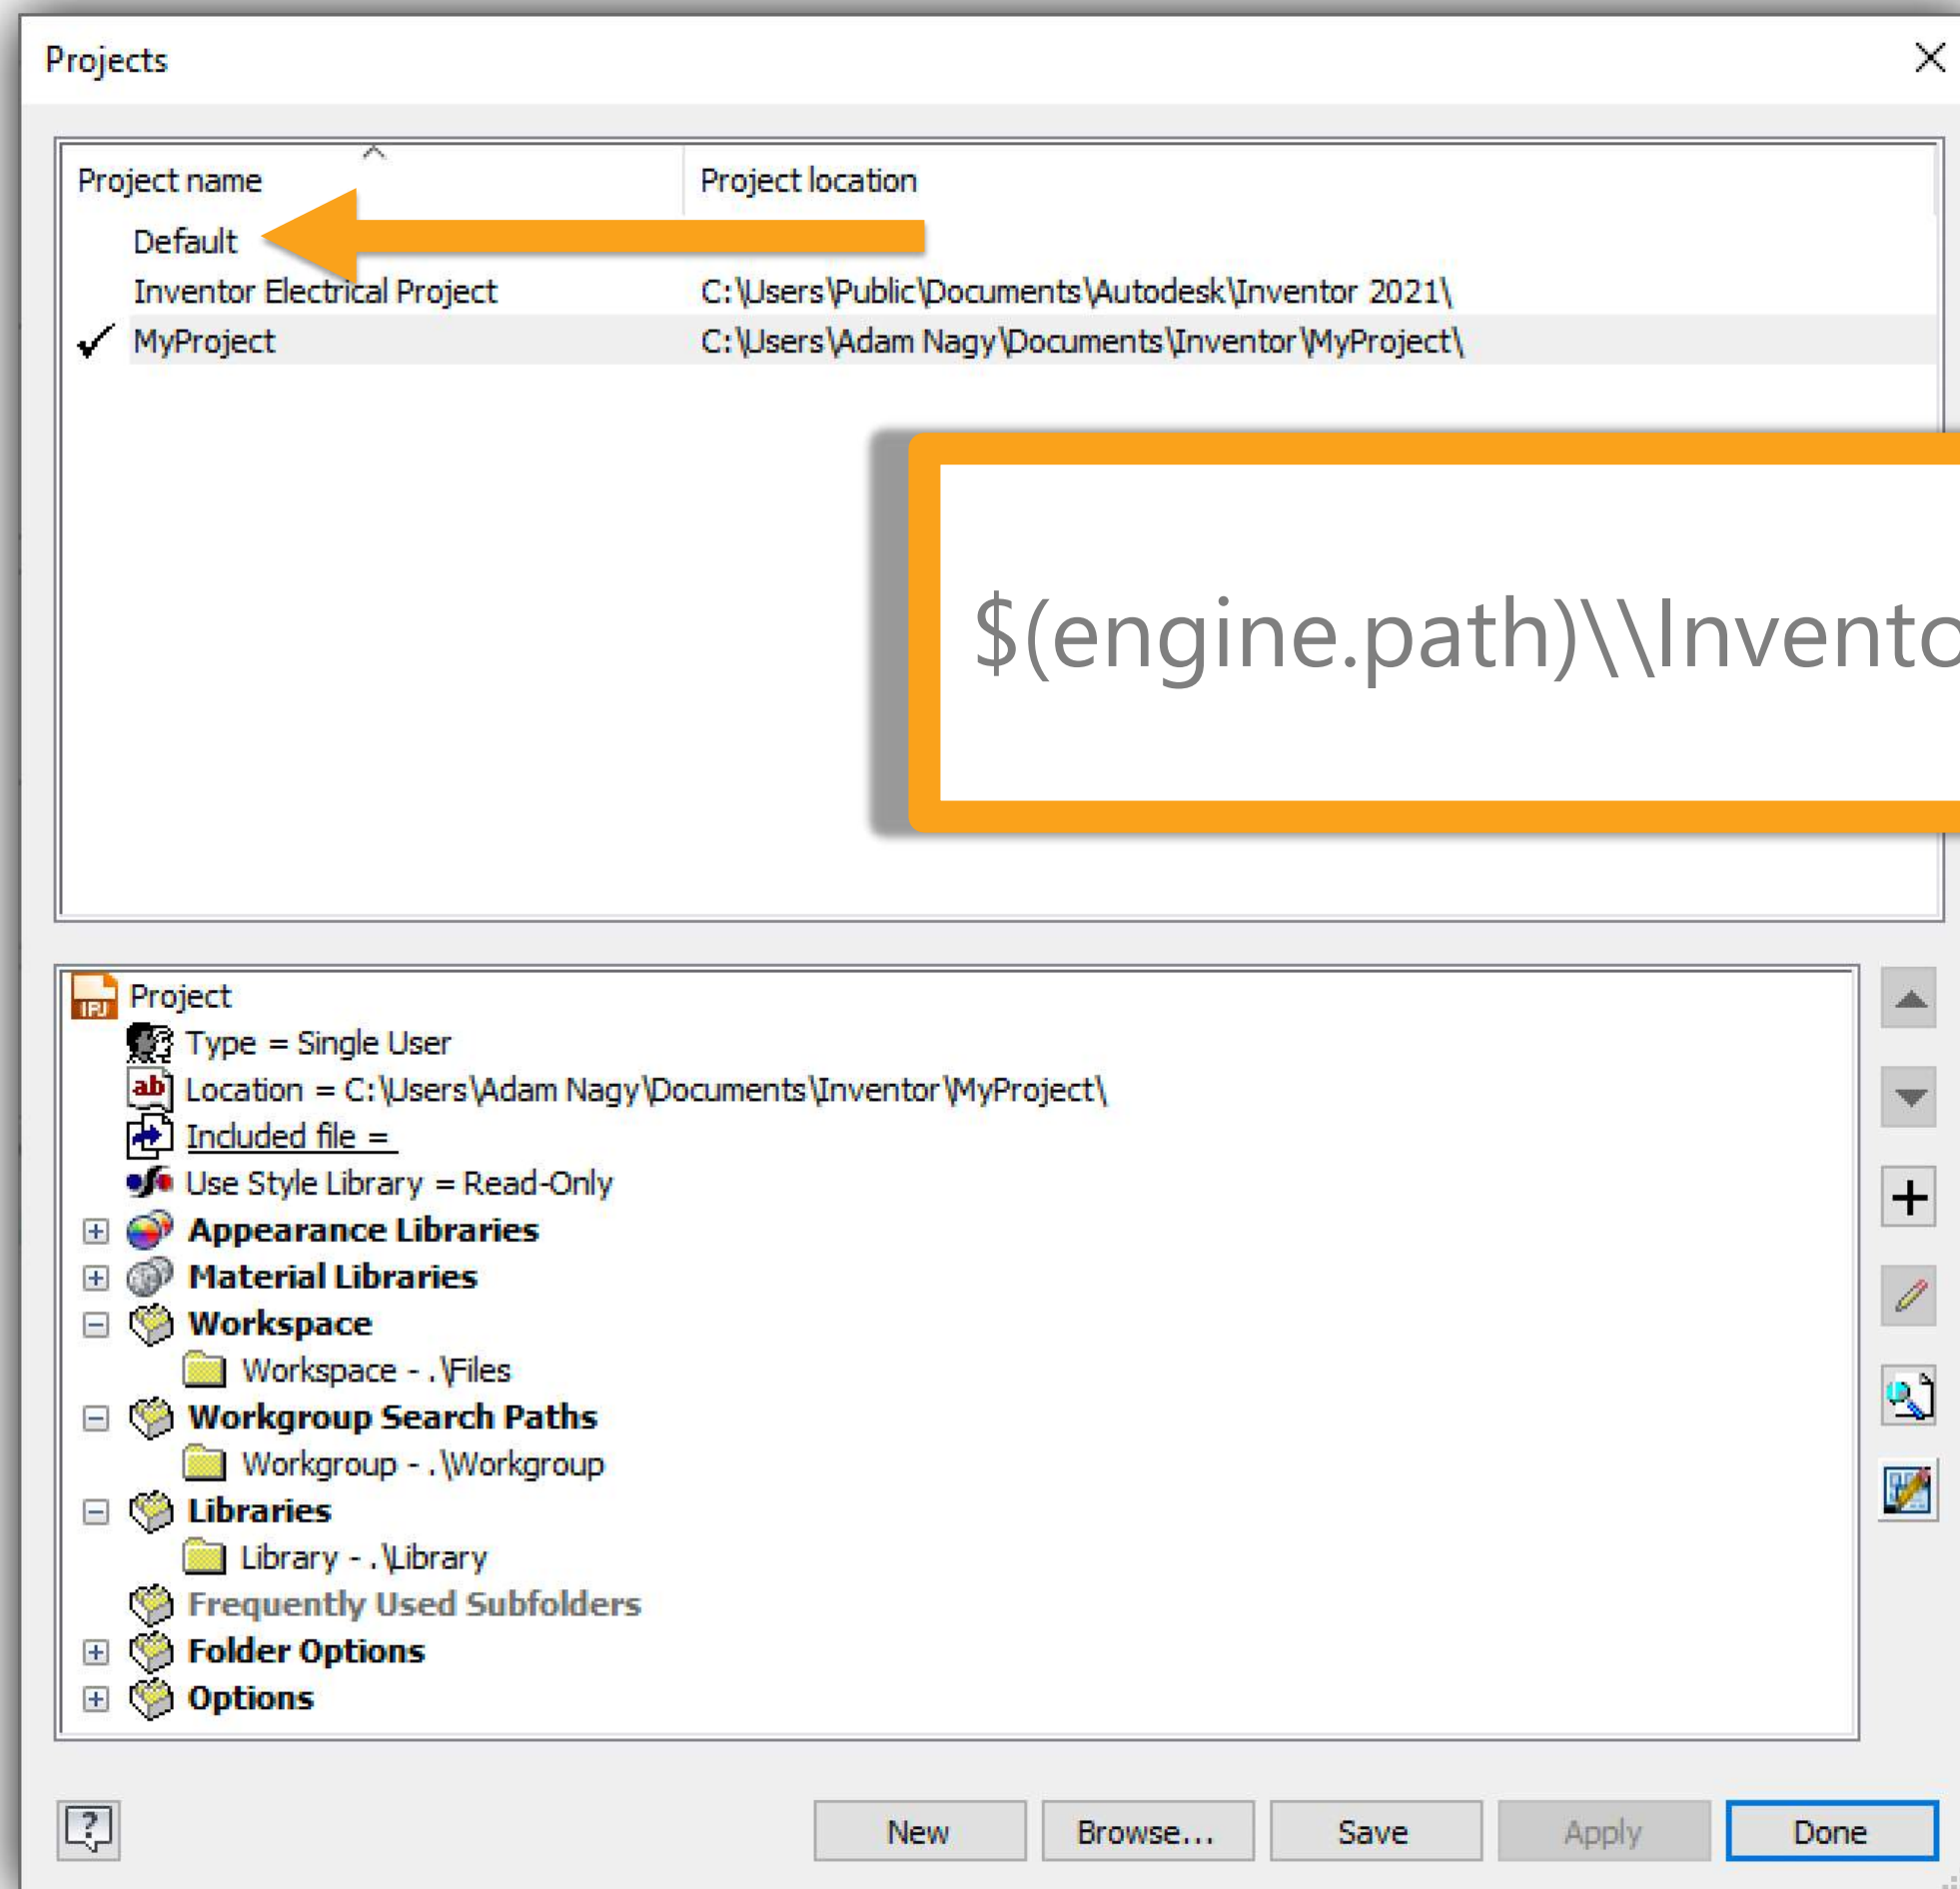 Projects
Project name Project location
Default
Inventor Electrical Project C:\Users\Public\Documents\Autodesk\Inventor 2021\
MyProject C:\Users\Adam Nagy\Documents\Inventor\MyProject\
$(engine.path)\\Invento
IPJ Project
Type = Single User
ab Location = C:\Users\Adam Nagy\Documents\Inventor\MyProject\
Included file =
Use Style Library = Read-Only
Appearance Libraries
Material Libraries
Workspace
Workspace - .\Files
Workgroup Search Paths
Workgroup - .\Workgroup
Libraries
Library - .\Library
Frequently Used Subfolders
Folder Options
Options
? New Browse... Save Apply Done